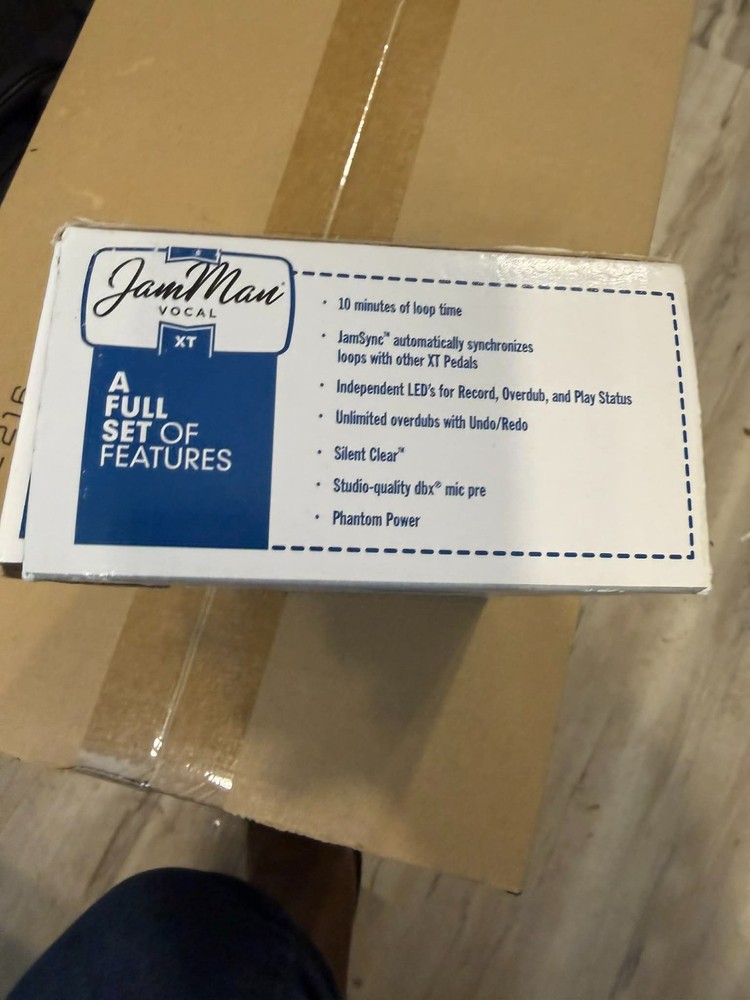 JamMan
VOCAL
XT
A
FULL
SET OF
FEATURES
• 10 minutes of loop time
• JamSync™ automatically synchronizes
loops with other XT Pedals
• Independent LED's for Record, Overdub, and Play Status
• Unlimited overdubs with Undo/Redo
• Silent Clear™
• Studio-quality dbx® mic pre
• Phantom Power